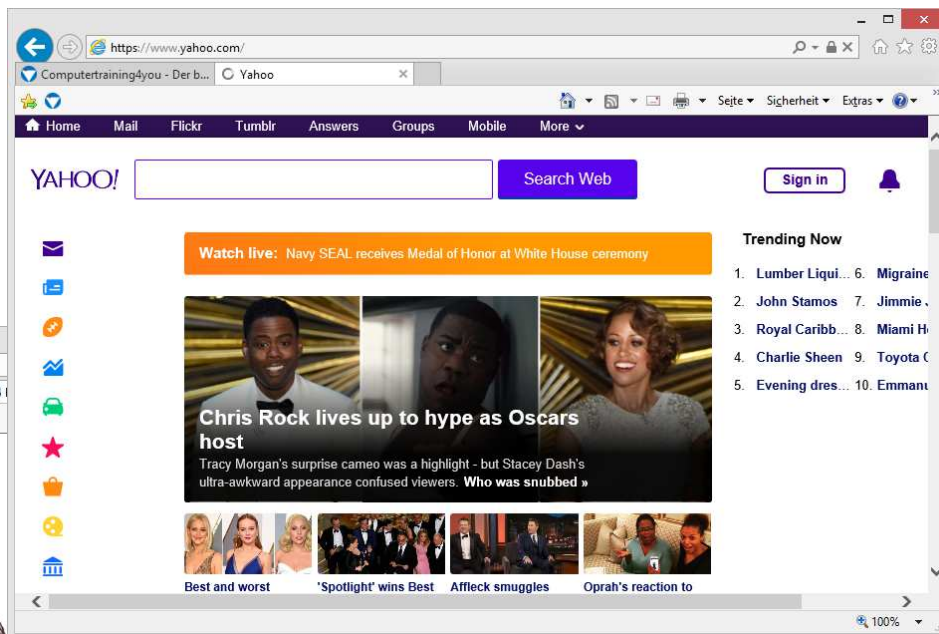 https://www.yahoo.com/
Computertraining4you - Der b...
Yahoo
Seite
Sicherheit
Extras
Home Mail Flickr Tumblr Answers Groups Mobile More
YAHOO!
Search Web
Sign in
Watch live: Navy SEAL receives Medal of Honor at White House ceremony
Chris Rock lives up to hype as Oscars
host
Tracy Morgan's surprise cameo was a highlight - but Stacey Dash's
ultra-awkward appearance confused viewers. Who was snubbed »
Best and worst
'Spotlight' wins Best
Affleck smuggles
Oprah's reaction to
Trending Now
1. Lumber Liqui...
2. John Stamos
3. Royal Caribb...
4. Charlie Sheen
5. Evening dres...
6. Migraine
7. Jimmie
8. Miami
9. Toyota
10. Emmanu
100%